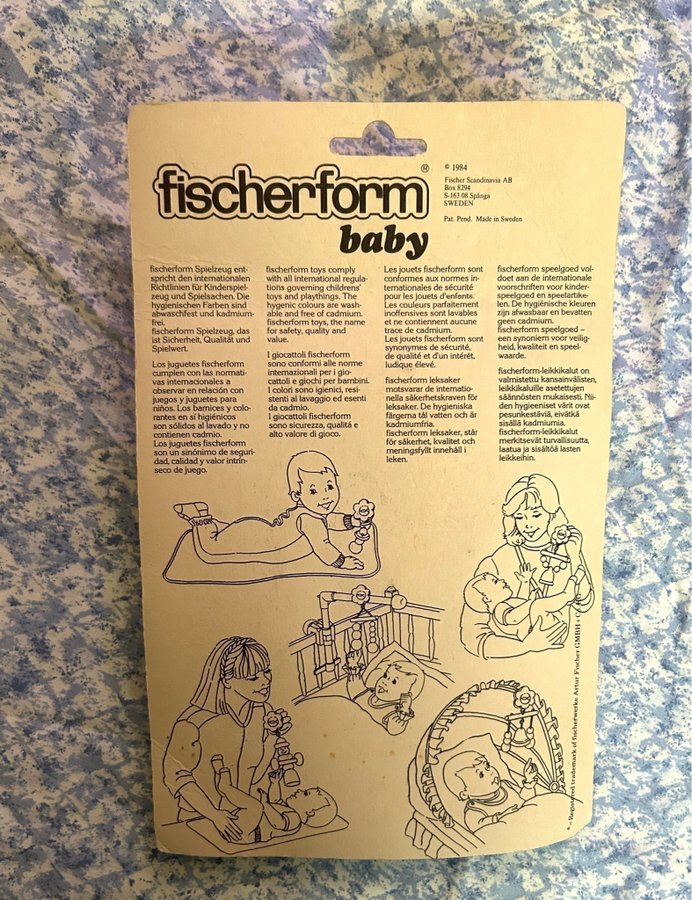 fischerform®
baby
© 1984
Fischer Scandinavia AB
Box 8294
S-163 08 Spånga
SWEDEN
Pat. Pend. Made in Sweden
fischerform Spielzeug ent-
spricht den internationalen
Richtlinien für Kinderspiel-
zeug und Spielsachen. Die
hygienischen Farben sind
abwaschfest und kadmium-
frei.
fischerform Spielzeug, das
ist Sicherheit, Qualität und
Spielwert.
Los juguetes fischerform
cumplen con las normati-
vas internacionales a
observar en relación con
juegos y juguetes para
niños. Los barnices y colo-
rantes en sí higiénicos
son sólidos al lavado y no
contienen cadmio.
Los juguetes fischerform
son un sinónimo de seguri-
dad, calidad y valor intrín-
seco de juego.
fischerform toys comply
with all international regula-
tions governing childrens'
toys and playthings. The
hygenic colours are wash-
able and free of cadmium.
fischerform toys, the name
for safety, quality and
value.
I giocattoli fischerform
sono conformi alle norme
internazionali per i gio-
cattoli e giochi per bambini.
I colori sono igienici, resi-
stenti al lavaggio ed esenti
da cadmio.
I giocattoli fischerform
sono sicurezza, qualità e
alto valore di gioco.
Les jouets fischerform sont
conformes aux normes in-
ternationales de sécurité
pour les jouets d'enfants.
Les couleurs parfaitement
inoffensives sont lavables
et ne contiennent aucune
trace de cadmium.
Les jouets fischerform sont
synonymes de sécurité,
de qualité et d'un intérêt,
ludique élevé.
fischerform leksaker
motsvarar de internatio-
nella säkerhetskraven för
leksaker. De hygieniska
färgerna tål vatten och är
kadmiumfria.
fischerform leksaker, står
för säkerhet, kvalitet och
meningsfyllt innehåll i
leken.
fischerform speelgoed vol-
doet aan de internationale
voorschriften voor kinder-
speelgoed en speelartike-
len. De hygiënische kleuren
zijn afwasbaar en bevatten
geen cadmium.
fischerform speelgoed –
een synoniem voor veilig-
heid, kwaliteit en speel-
waarde.
fischerform-leikkikalut on
valmistettu kansainvälisten,
leikkikaluille asetettujen
säännösten mukaisesti. Nii-
den hygieeniset värit ovat
pesunkestäviä, eivätkä
sisällä kadmiumia.
fischerform-leikkikalut
merkitsevät turvallisuutta,
laatua ja sisältöä lasten
leikkeihin.
* = Registered trademark of fischerwerke Artur Fischer GMBH +